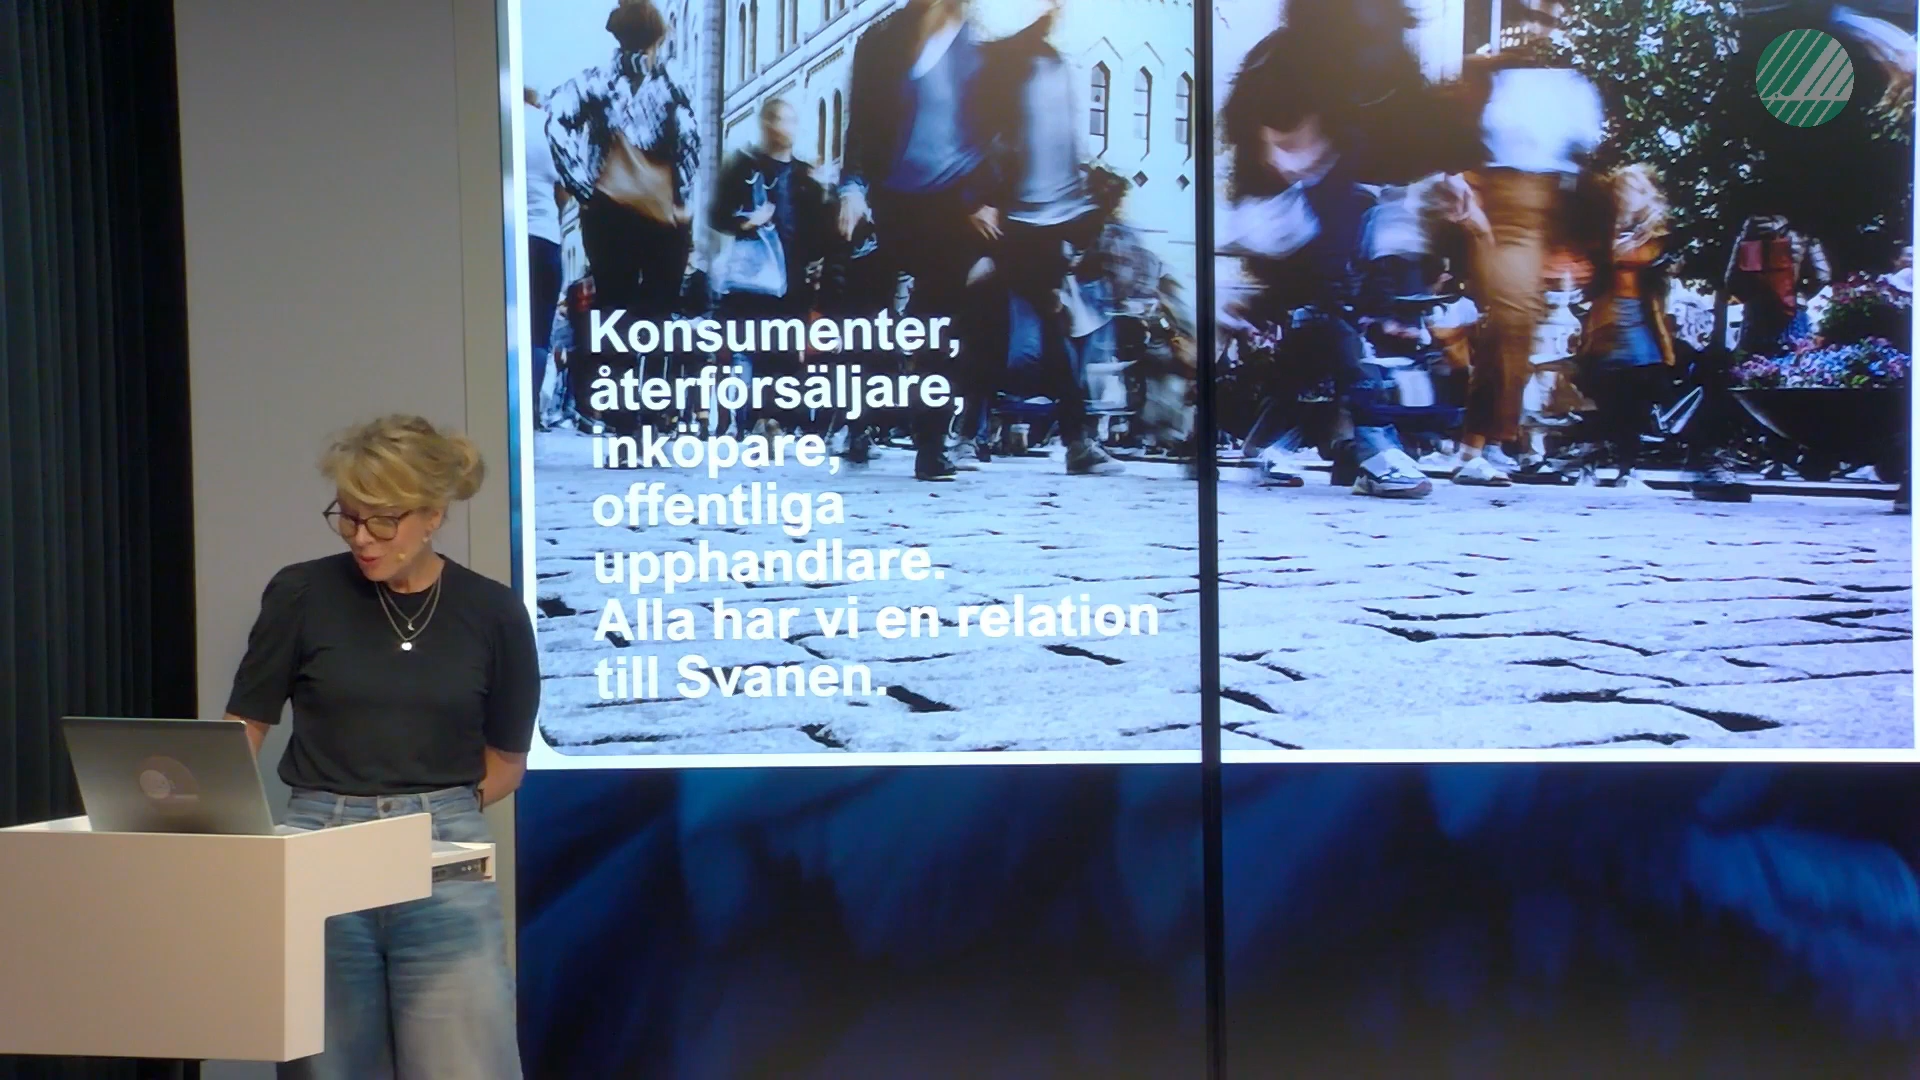 Konsumenter,
återförsäljare,
inköpare,
offentliga
upphandlare.
Alla har vi en relation
till Svanen.